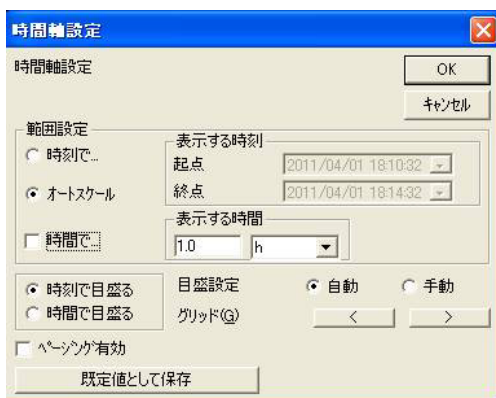 時間軸設定
時間軸設定
OK
キャンセル
範囲設定
時刻で...
オートスケール
時間で...
表示する時刻
起点
2011/04/01 18:10:32
終点
2011/04/01 18:14:32
表示する時間
1.0
h
時刻で目盛る
時間で目盛る
目盛設定
自動
手動
グリッド(G)
<
>
ページング有効
既定値として保存